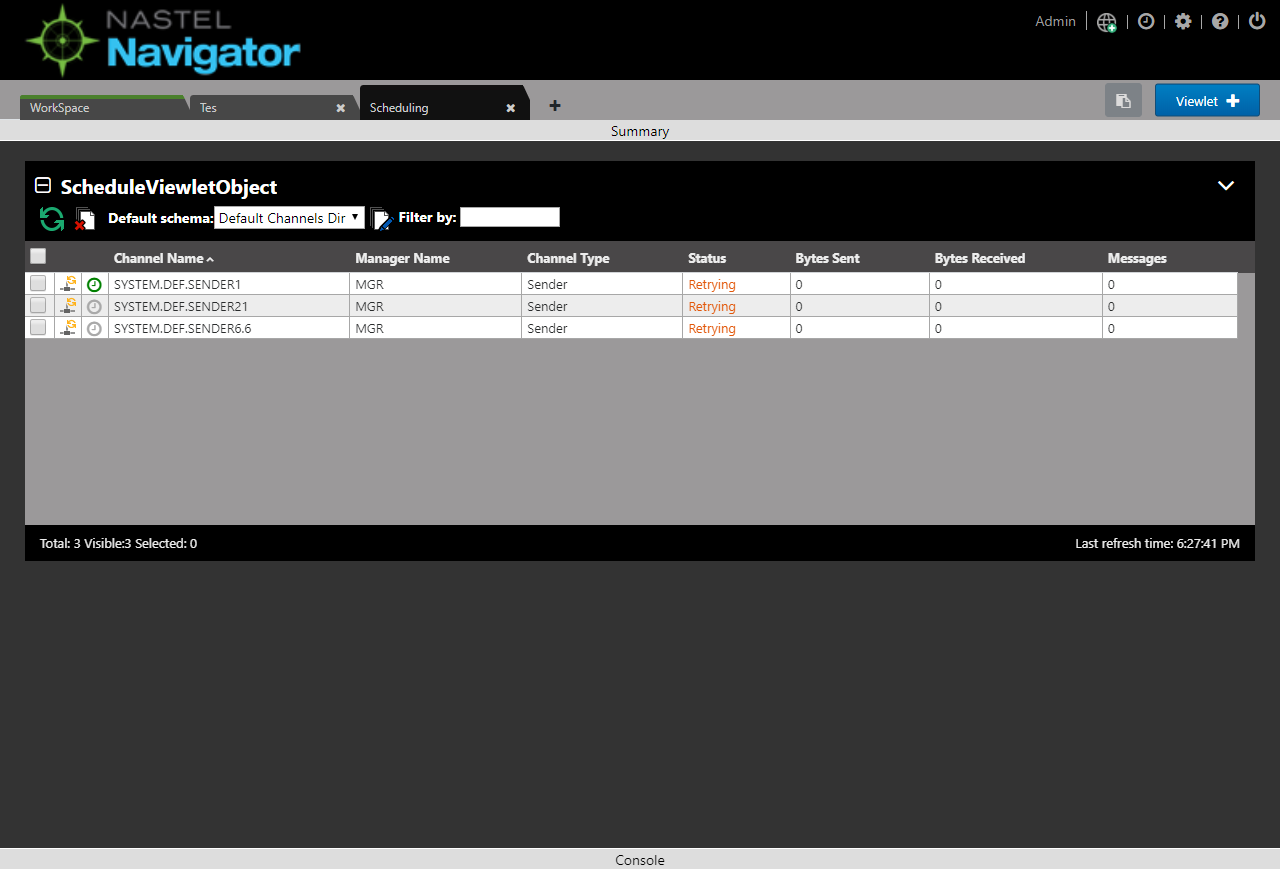 NASTEL
Navigator
Admin
WorkSpace
Tes
Scheduling
Viewlet
Summary
ScheduleViewletObject
Default schema: Default Channels Dir Filter by:
Channel Name Manager Name Channel Type Status Bytes Sent Bytes Received Messages
SYSTEM.DEF.SENDER1 MGR Sender Retrying 0 0 0
SYSTEM.DEF.SENDER21 MGR Sender Retrying 0 0 0
SYSTEM.DEF.SENDER6.6 MGR Sender Retrying 0 0 0
Total: 3 Visible:3 Selected: 0 Last refresh time: 6:27:41 PM
Console